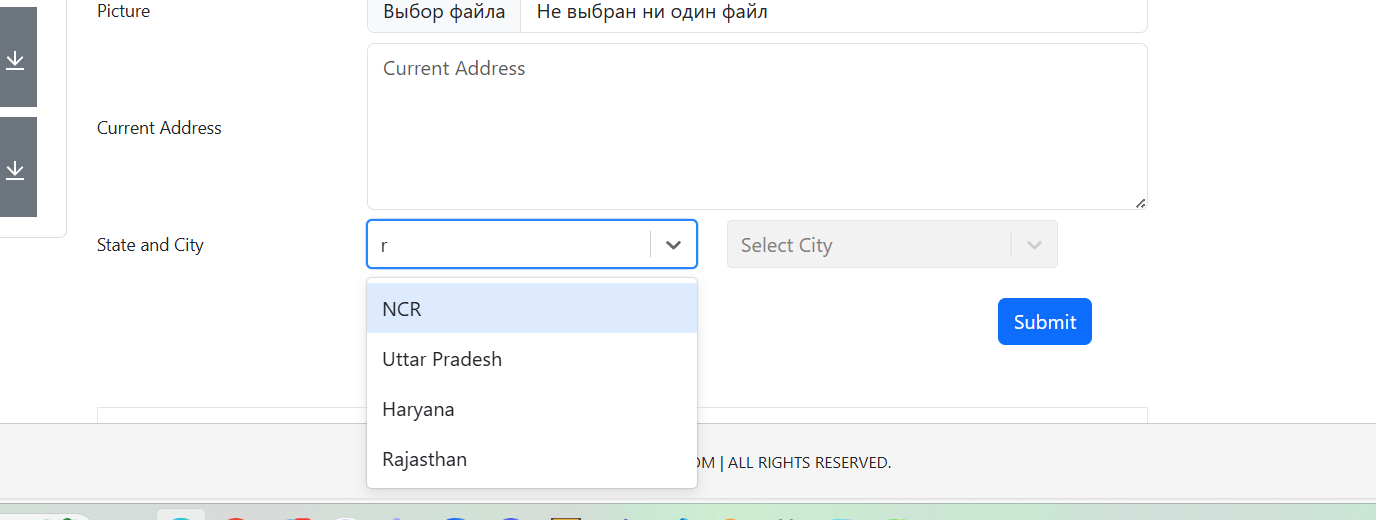 Picture
Выбор файла Не выбран ни один файл
Current Address
Current Address
State and City
r
Select City
NCR
Uttar Pradesh
Haryana
Rajasthan
Submit
OM | ALL RIGHTS RESERVED.